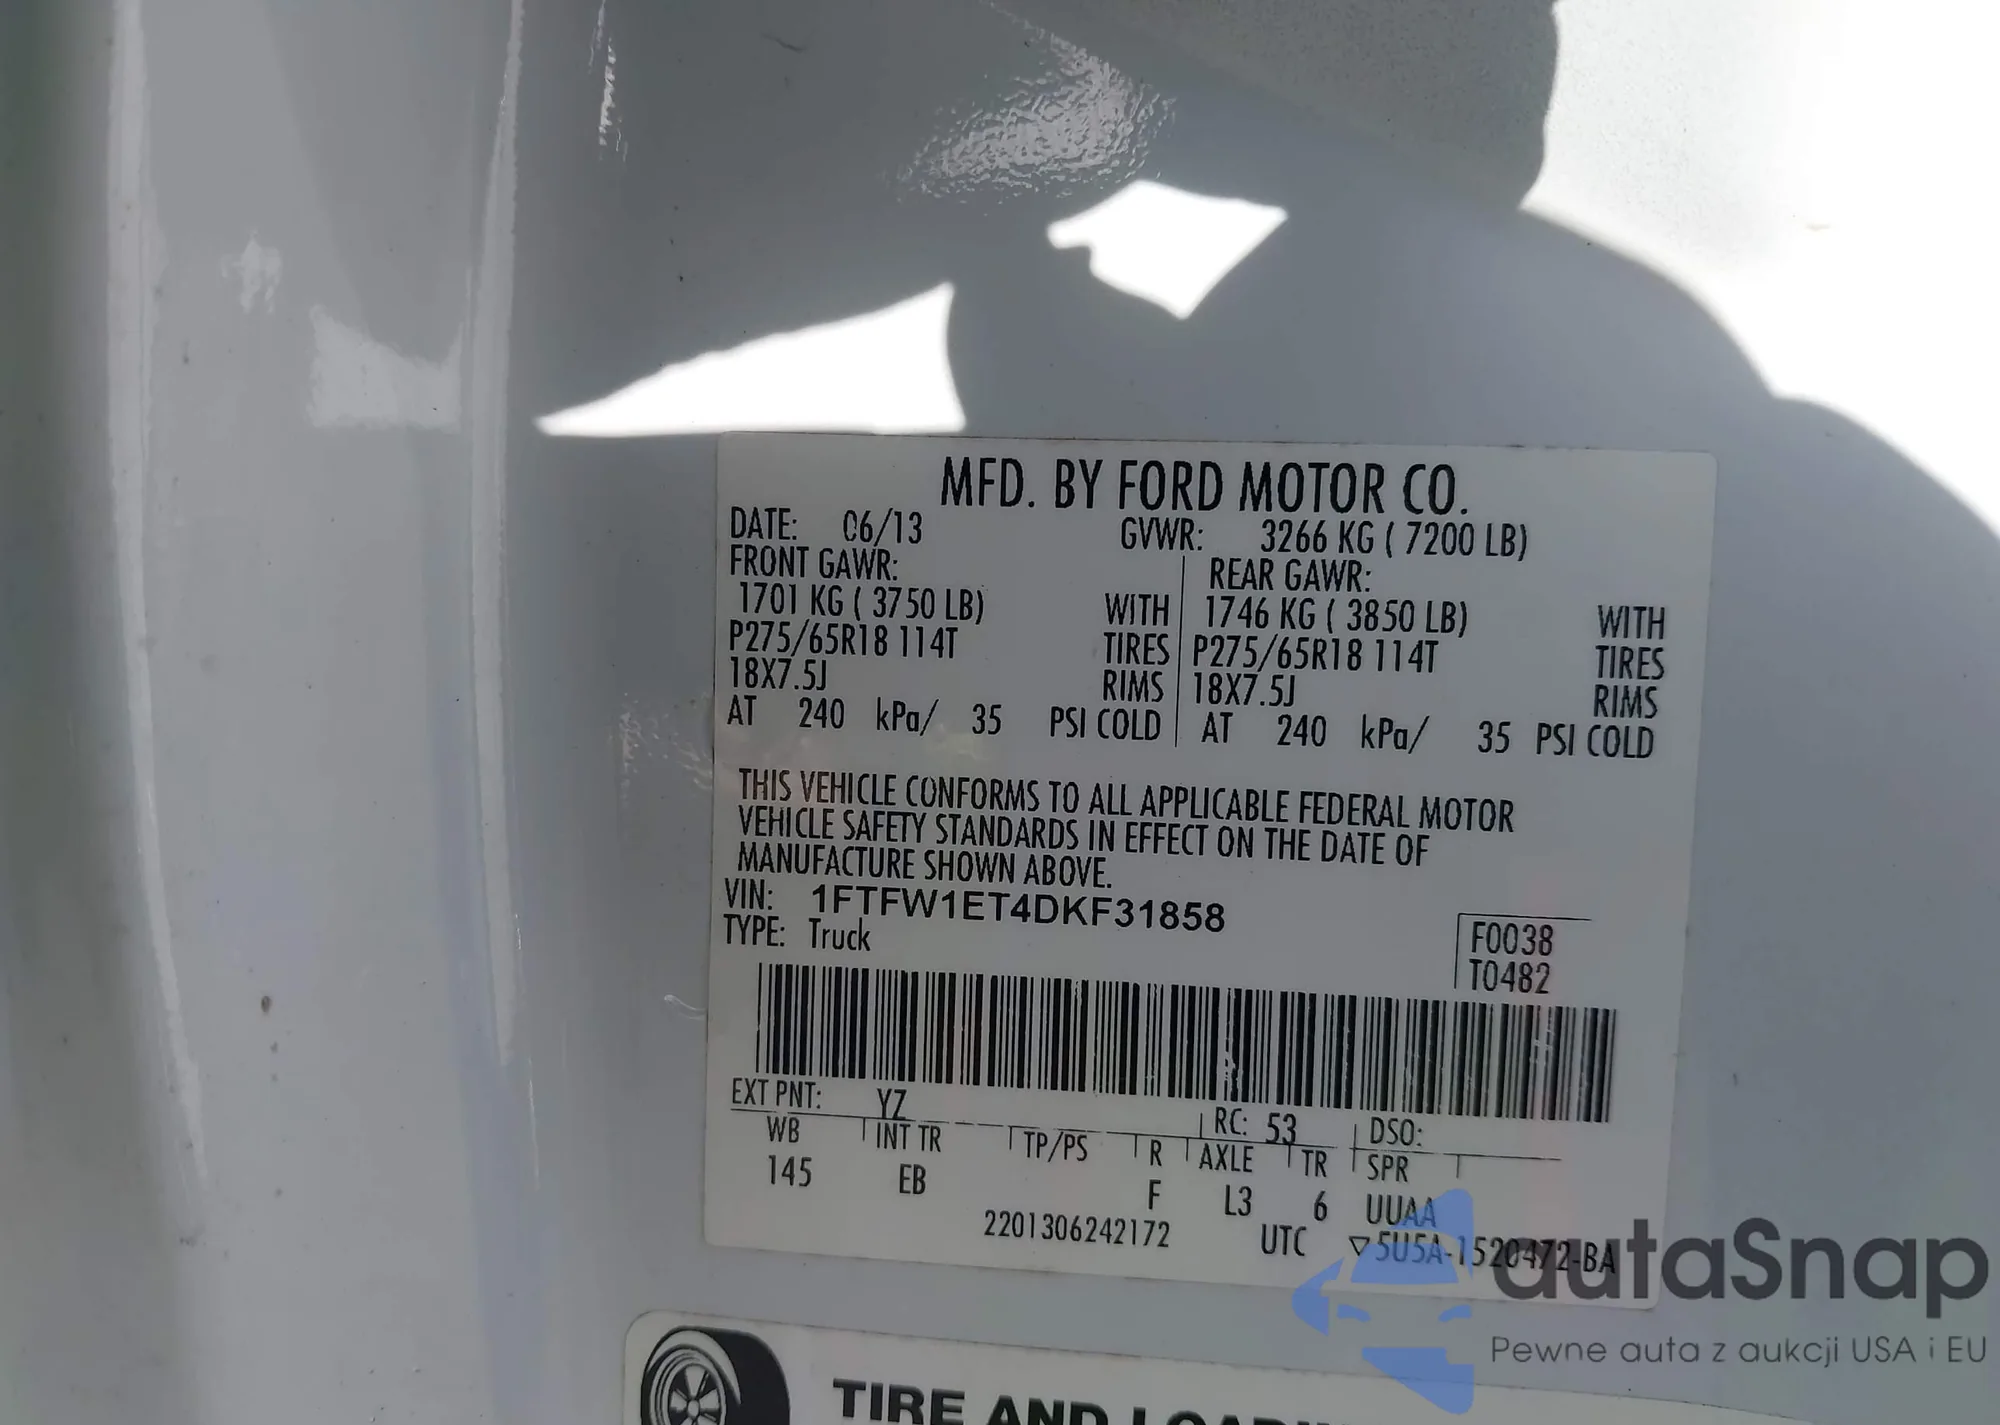 MFD. BY FORD MOTOR CO.
DATE: 06/13 GVWR: 3266 KG ( 7200 LB)
FRONT GAWR: REAR GAWR:
1701 KG ( 3750 LB) WITH 1746 KG ( 3850 LB) WITH
P275/65R18 114T TIRES P275/65R18 114T TIRES
18X7.5J RIMS 18X7.5J RIMS
AT 240 kPa/ 35 PSI COLD AT 240 kPa/ 35 PSI COLD
THIS VEHICLE CONFORMS TO ALL APPLICABLE FEDERAL MOTOR
VEHICLE SAFETY STANDARDS IN EFFECT ON THE DATE OF
MANUFACTURE SHOWN ABOVE.
VIN: 1FTFW1ET4DKF31858
TYPE: Truck
F0038
T0482
EXT PNT: YZ RC: 53 DSO:
WB INT TR TP/PS R AXLE TR SPR
145 EB F L3 6 UUAA
2201306242172 UTC ▽5U5A-1520472-BA
autaSnap
Pewne auta z aukcji USA i EU
TIRE AND